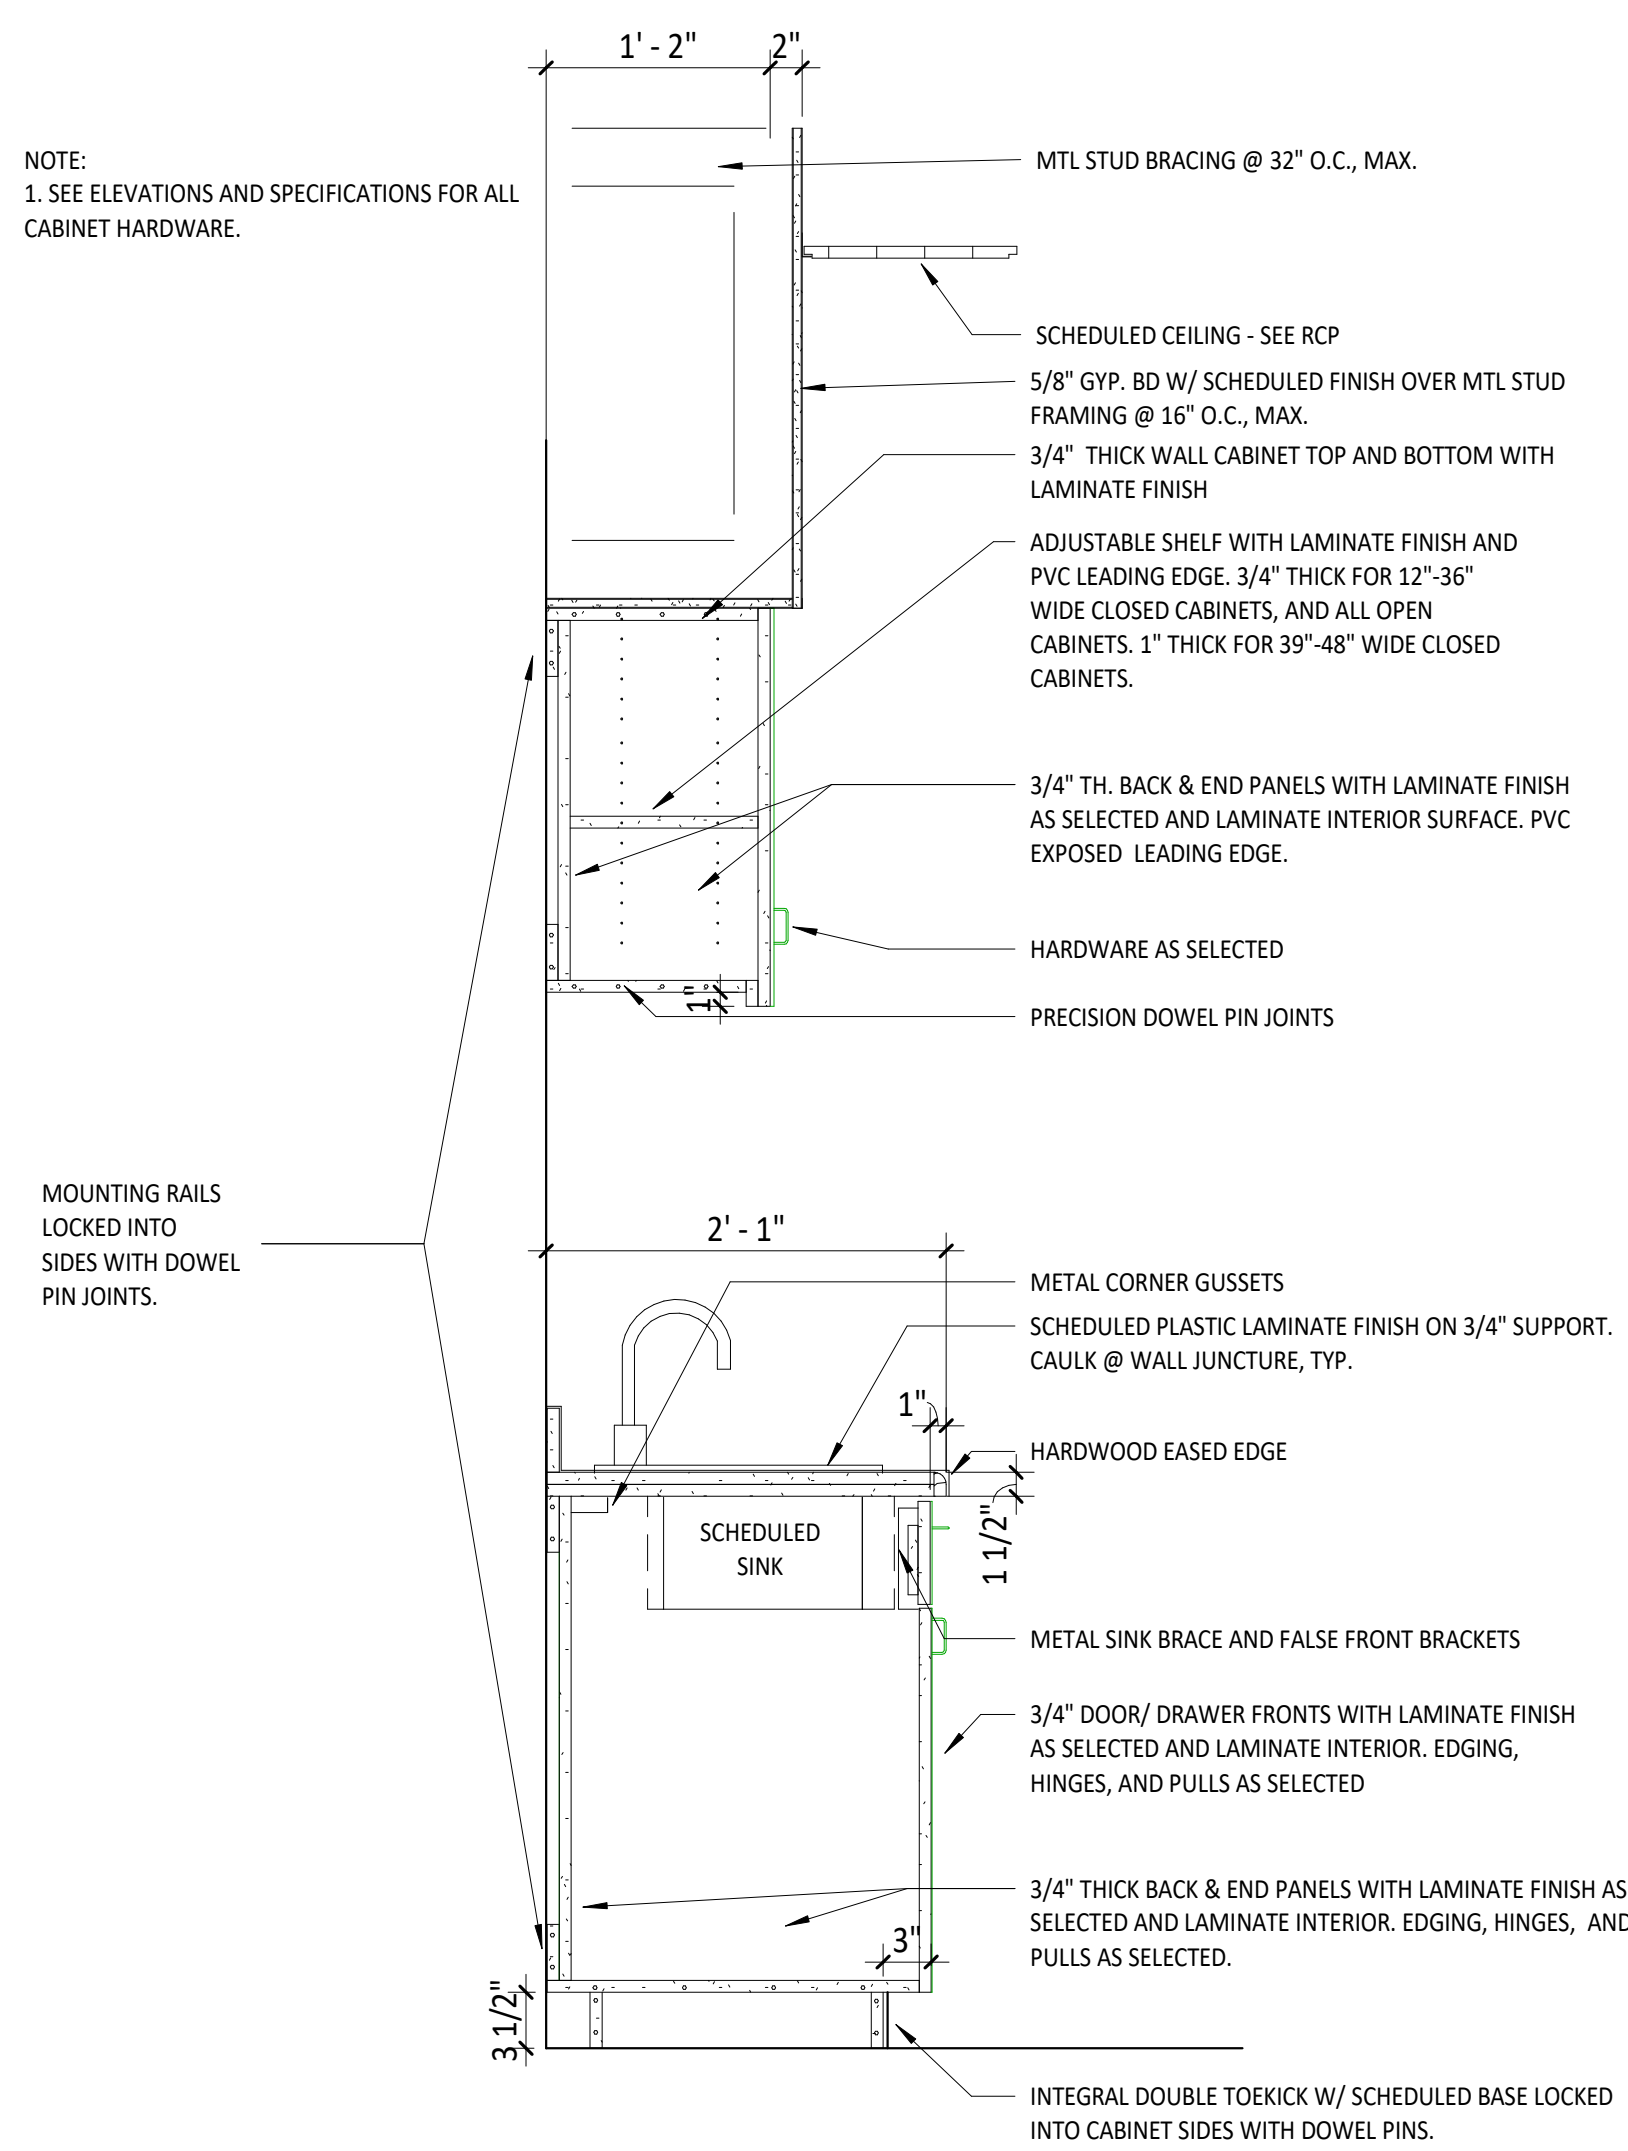 1' - 2"
2"
NOTE:
1. SEE ELEVATIONS AND SPECIFICATIONS FOR ALL
CABINET HARDWARE.
MTL STUD BRACING @ 32" O.C., MAX.
SCHEDULED CEILING - SEE RCP
5/8" GYP. BD W/ SCHEDULED FINISH OVER MTL STUD
FRAMING @ 16" O.C., MAX.
3/4" THICK WALL CABINET TOP AND BOTTOM WITH
LAMINATE FINISH
ADJUSTABLE SHELF WITH LAMINATE FINISH AND
PVC LEADING EDGE. 3/4" THICK FOR 12"-36"
WIDE CLOSED CABINETS, AND ALL OPEN
CABINETS. 1" THICK FOR 39"-48" WIDE CLOSED
CABINETS.
3/4" TH. BACK & END PANELS WITH LAMINATE FINISH
AS SELECTED AND LAMINATE INTERIOR SURFACE. PVC
EXPOSED LEADING EDGE.
HARDWARE AS SELECTED
1"
PRECISION DOWEL PIN JOINTS
MOUNTING RAILS
LOCKED INTO
SIDES WITH DOWEL
PIN JOINTS.
2' - 1"
METAL CORNER GUSSETS
SCHEDULED PLASTIC LAMINATE FINISH ON 3/4" SUPPORT.
CAULK @ WALL JUNCTURE, TYP.
1"
HARDWOOD EASED EDGE
1 1/2"
SCHEDULED
SINK
METAL SINK BRACE AND FALSE FRONT BRACKETS
3/4" DOOR/ DRAWER FRONTS WITH LAMINATE FINISH
AS SELECTED AND LAMINATE INTERIOR. EDGING,
HINGES, AND PULLS AS SELECTED
3/4" THICK BACK & END PANELS WITH LAMINATE FINISH AS
SELECTED AND LAMINATE INTERIOR. EDGING, HINGES, AND
PULLS AS SELECTED.
3"
3 1/2"
INTEGRAL DOUBLE TOEKICK W/ SCHEDULED BASE LOCKED
INTO CABINET SIDES WITH DOWEL PINS.